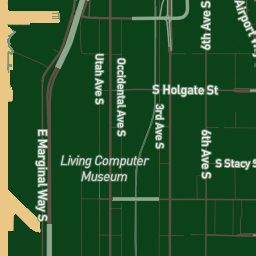 S Ave 4th
Airport Way
Utah Ave S
Occidental Ave S
S Holgate St
3rd Ave S
6th Ave S
E Marginal Way S
Living Computer
Museum
S Stacy S